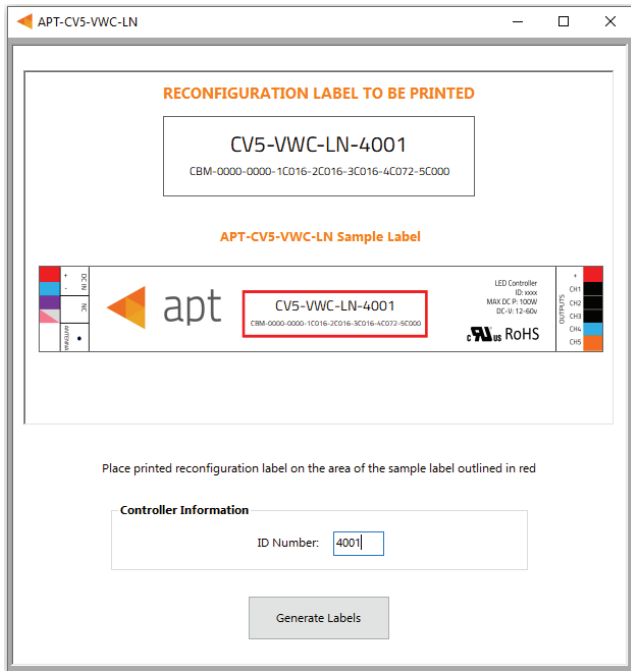 APT-CV5-VWC-LN
RECONFIGURATION LABEL TO BE PRINTED
CV5-VWC-LN-4001
CBM-0000-0000-1C016-2C016-3C016-4C072-5C000
APT-CV5-VWC-LN Sample Label
+
-
DC IN
NC
ANTENNA
apt
CV5-VWC-LN-4001
CBM-0000-0000-1C016-2C016-3C016-4C072-5C000
LED Controller
ID: xxxx
MAX DC P: 100W
DC-V: 12-60v
c RU US RoHS
OUTPUTS
+
CH1
CH2
CH3
CH4
CH5
Place printed reconfiguration label on the area of the sample label outlined in red
Controller Information
ID Number: 4001
Generate Labels